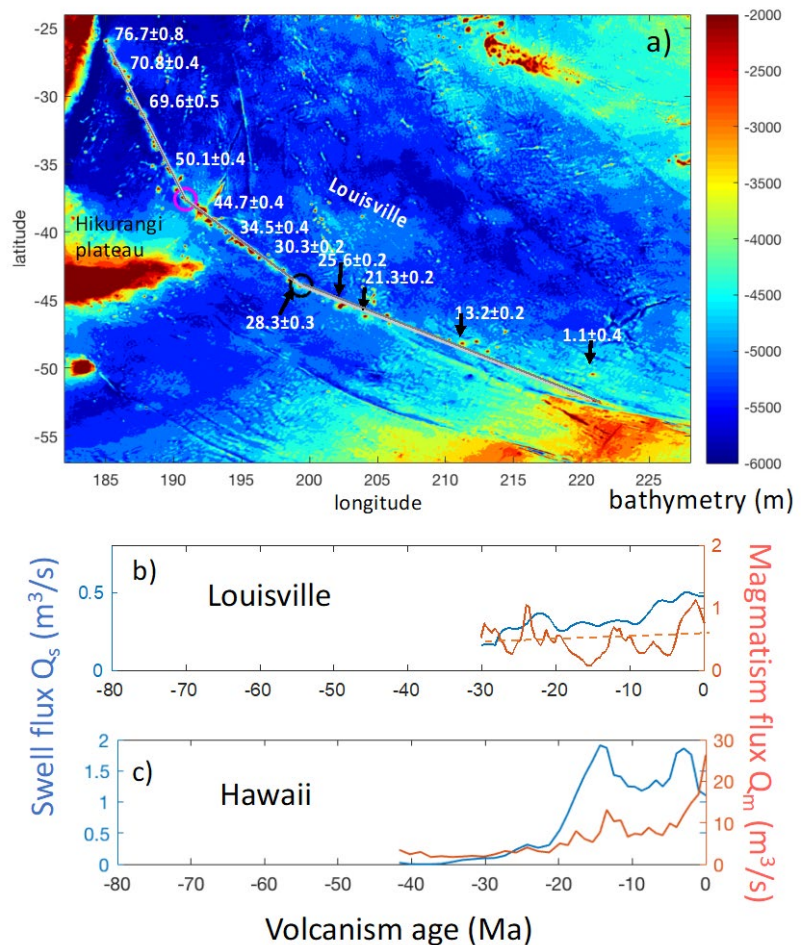 a)
76.7±0.8
70.8±0.4
69.6±0.5
50.1±0.4
44.7±0.4
34.5±0.4
30.3±0.2
25.6±0.2
21.3±0.2
28.3±0.3
13.2±0.2
1.1±0.4
Louisville
Hikurangi
plateau
latitude
-25
-30
-35
-40
-45
-50
-55
185 190 195 200 205 210 215 220 225
longitude
-2000
-2500
-3000
-3500
-4000
-4500
-5000
-5500
-6000
bathymetry (m)
b)
Louisville
0.5
0
2
1
0
-80 -70 -60 -50 -40 -30 -20 -10 0
c)
Hawaii
2
1.5
1
0.5
0
30
20
10
0
-80 -70 -60 -50 -40 -30 -20 -10 0
Swell flux Qs (m³/s)
Magmatism flux Qm (m³/s)
Volcanism age (Ma)